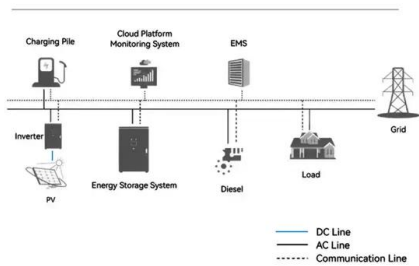 Charging Pile
Cloud Platform
Monitoring System
EMS
Grid
Inverter
PV
Energy Storage System
Diesel
Load
DC Line
AC Line
Communication Line